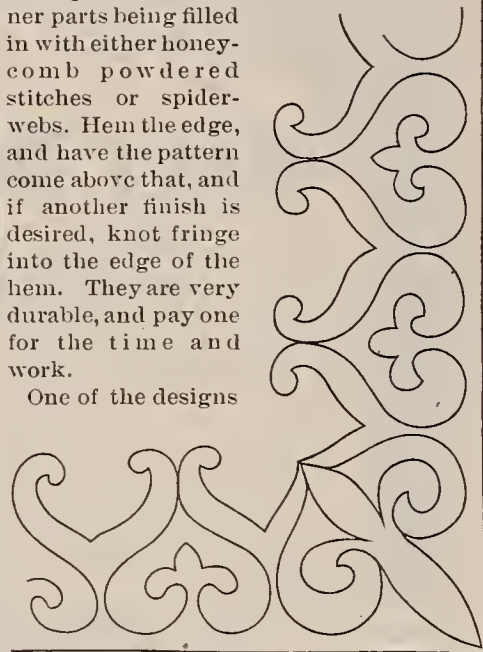 ner parts being filled
in with either honey-
comb powdered
stitches or spider-
webs. Hem the edge,
and have the pattern
come above that, and
if another finish is
desired, knot fringe
into the edge of the
hem. They are very
durable, and pay one
for the time and
work.
One of the designs